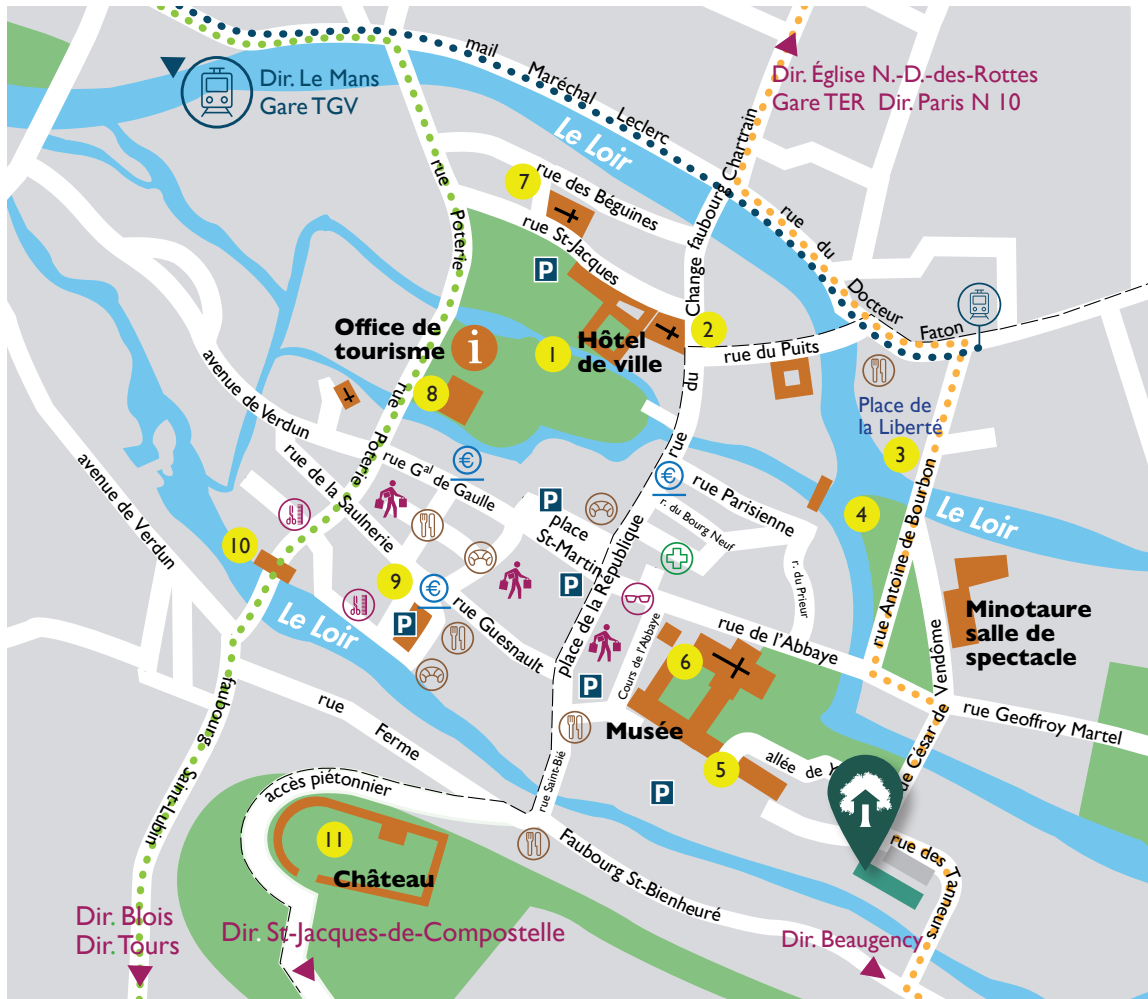 mail
Maréchal Leclerc
Dir. Le Mans
Gare TGV
Dir. Église N.-D.-des-Rottes
Gare TER Dir. Paris N 10
Le Loir
faubourg Chartrain
rue Poterie
7
rue des Béguines
rue St-Jacques
P
rue du Docteur Faton
rue du Change
Office de
tourisme
i
1
Hôtel
de ville
2
rue du Puits
8
Place de
la Liberté
3
avenue de Verdun
rue Poterie
rue Gal de Gaulle
€
rue de la Saulnerie
avenue de Verdun
P
place
St-Martin
€
rue Parisienne
r. du Bourg Neuf
r. du Prieur
4
Le Loir
rue Antoine de Bourbon
10
9
€
P
P
place de la République
rue Guesnault
Le Loir
Cours de l'Abbaye
rue de l'Abbaye
Minotaure
salle de
spectacle
6
P
Musée
rue Geoffroy Martel
de César de Vendôme
rue Ferme
faubourg Saint-Lubin
rue Saint-Bié
5
allée de
P
accès piétonnier
11
Château
Faubourg St-Bienheuré
rue des Tanneurs
Dir. Blois
Dir. Tours
Dir. St-Jacques-de-Compostelle
Dir. Beaugency